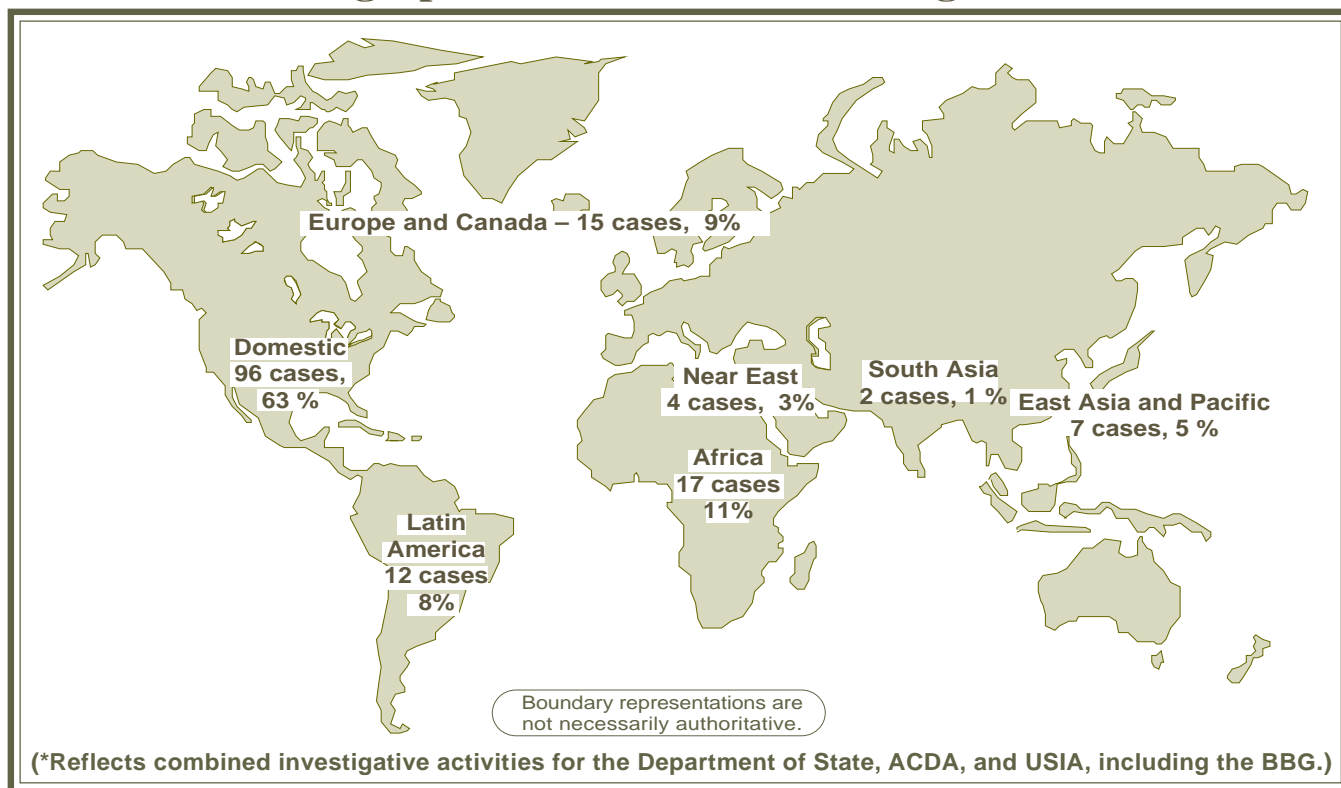 Europe and Canada – 15 cases,  9%
Domestic
96 cases,
63 %
Near East
4 cases,  3%
South Asia
2 cases, 1 %
East Asia and Pacific
7 cases, 5 %
Africa
17 cases
11%
Latin
America
12 cases
8%
Boundary representations are
not necessarily authoritative.
(*Reflects combined investigative activities for the Department of State, ACDA, and USIA, including the BBG.)